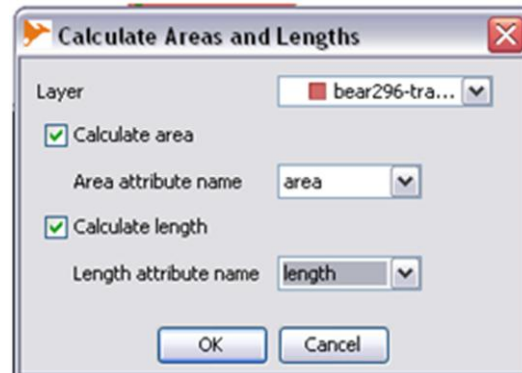 Calculate Areas and Lengths
Layer bear296-tra...
Calculate area
Area attribute name area
Calculate length
Length attribute name length
OK Cancel